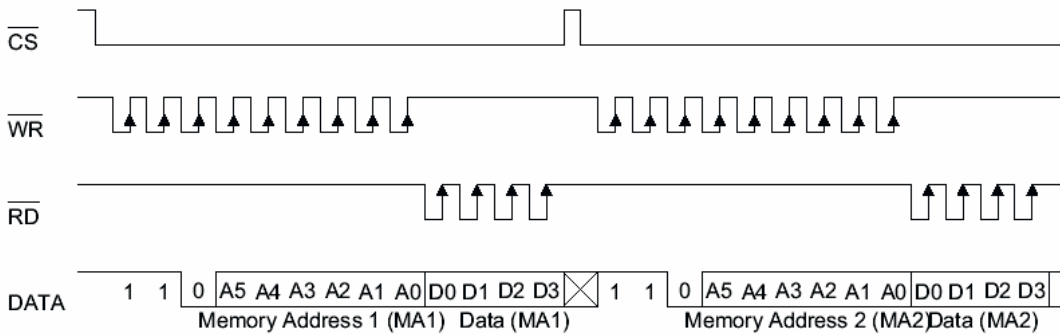 CS
WR
RD
DATA 1 1 0 A5 A4 A3 A2 A1 A0 D0 D1 D2 D3 1 1 0 A5 A4 A3 A2 A1 A0 D0 D1 D2 D3
Memory Address 1 (MA1) Data (MA1) Memory Address 2 (MA2) Data (MA2)